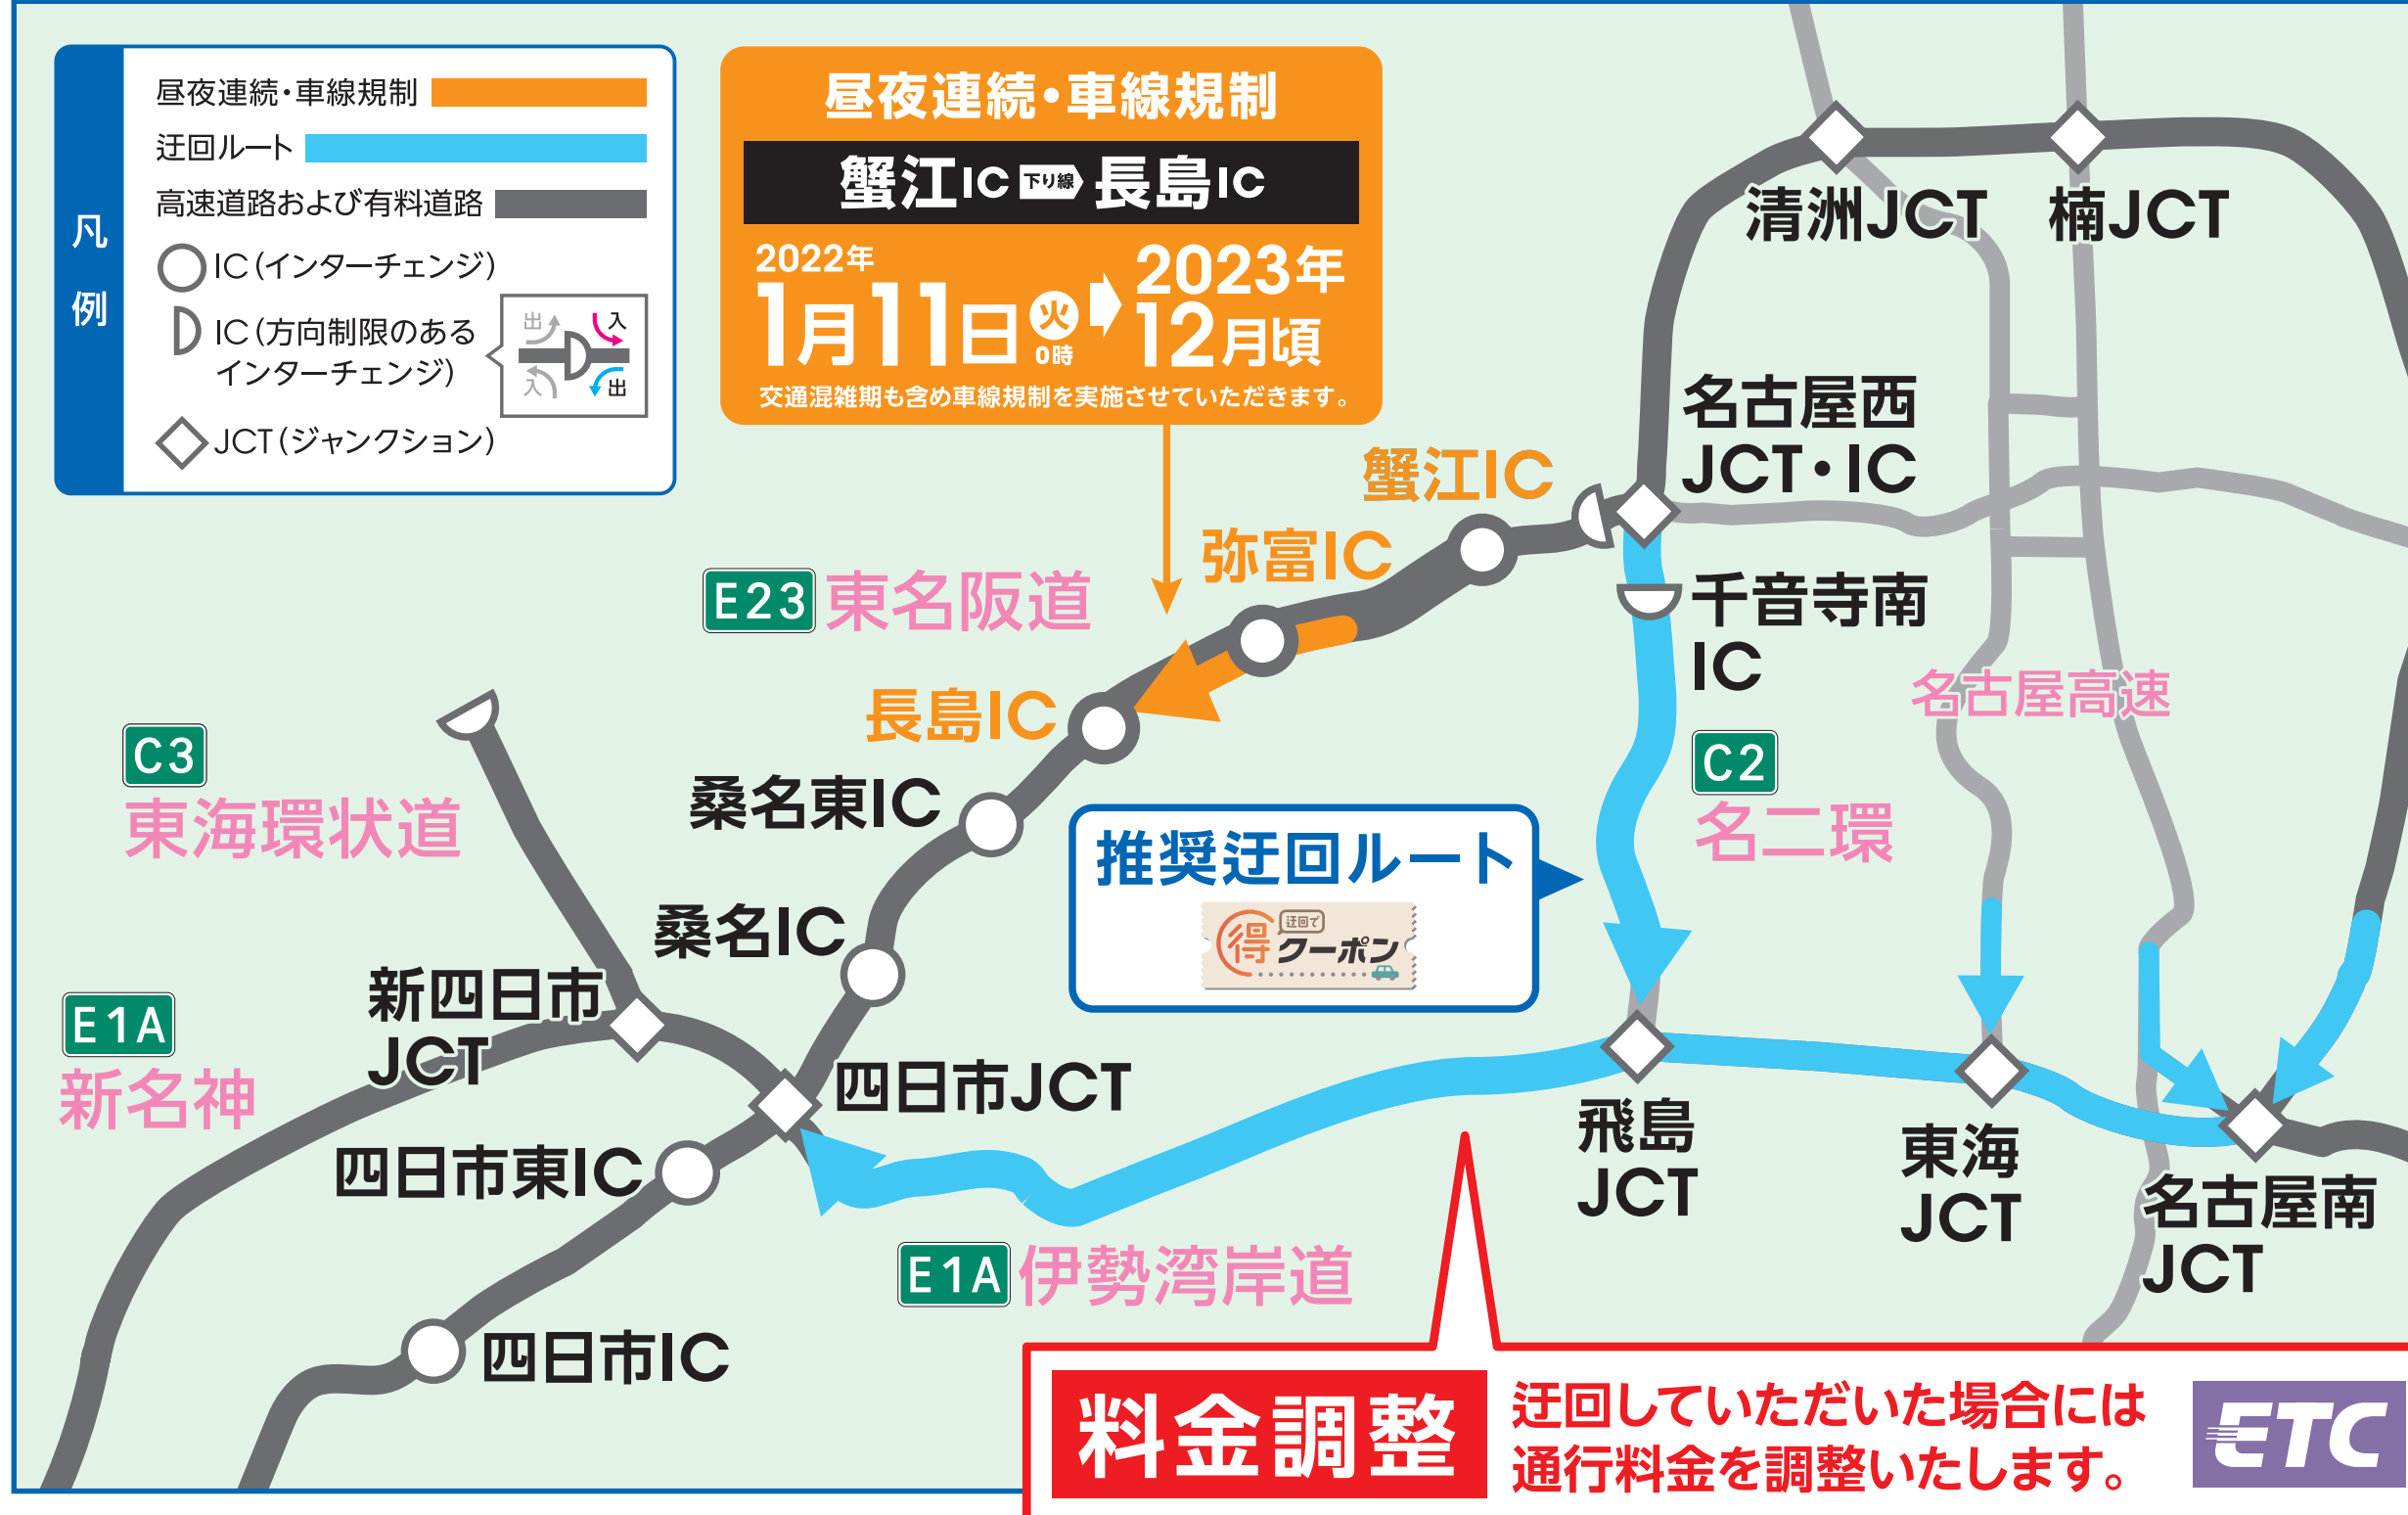 凡例
昼夜連続・車線規制
迂回ルート
高速道路および有料道路
IC(インターチェンジ)
IC(方向制限のある
インターチェンジ)
出
入
入
出
JCT(ジャンクション)
昼夜連続・車線規制
蟹江IC 下り線 長島IC
2022年
1月11日 火
0時
2023年
12月頃
交通混雑期も含め車線規制を実施させていただきます。
清洲JCT
楠JCT
名古屋西
JCT・IC
蟹江IC
弥富IC
千音寺南
IC
E23 東名阪道
名古屋高速
長島IC
C3
東海環状道
C2
名二環
桑名東IC
推奨迂回ルート
迂回で
得クーポン
桑名IC
新四日市
JCT
E1A
新名神
四日市JCT
四日市東IC
飛島
JCT
東海
JCT
名古屋南
JCT
E1A 伊勢湾岸道
四日市IC
料金調整
迂回していただいた場合には
通行料金を調整いたします。
ETC